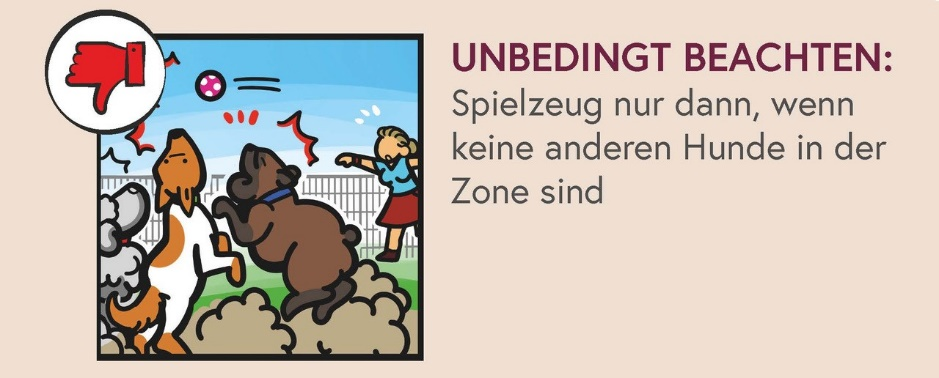 UNBEDINGT BEACHTEN:
Spielzeug nur dann, wenn
keine anderen Hunde in der
Zone sind